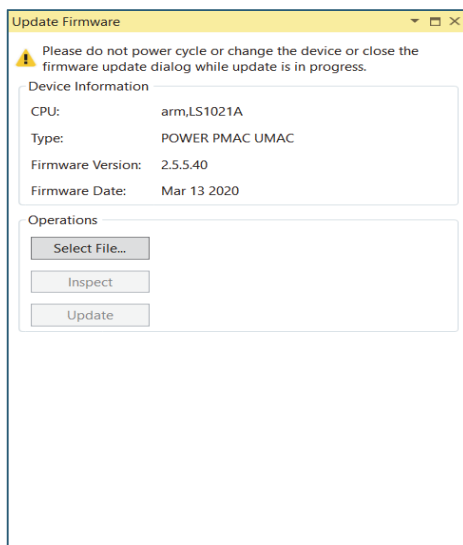 Update Firmware
Please do not power cycle or change the device or close the
firmware update dialog while update is in progress.
Device Information
CPU: arm,LS1021A
Type: POWER PMAC UMAC
Firmware Version: 2.5.5.40
Firmware Date: Mar 13 2020
Operations
Select File...
Inspect
Update